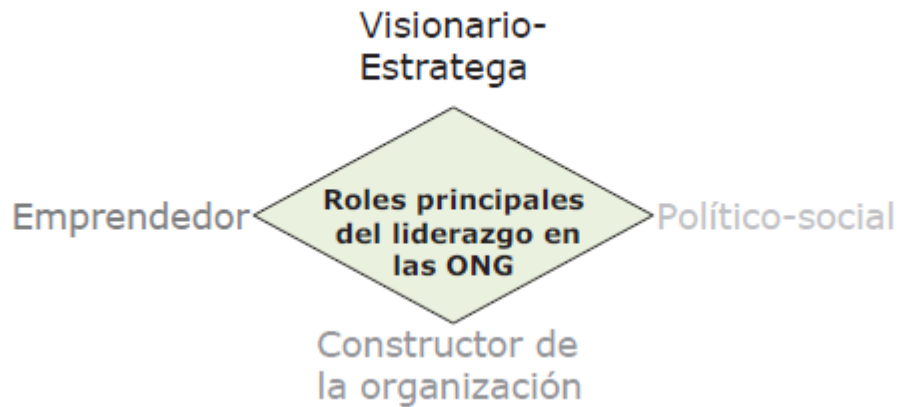 Visionario-
Estratega
Emprendedor
Roles principales
del liderazgo en
las ONG
Político-social
Constructor de
la organización